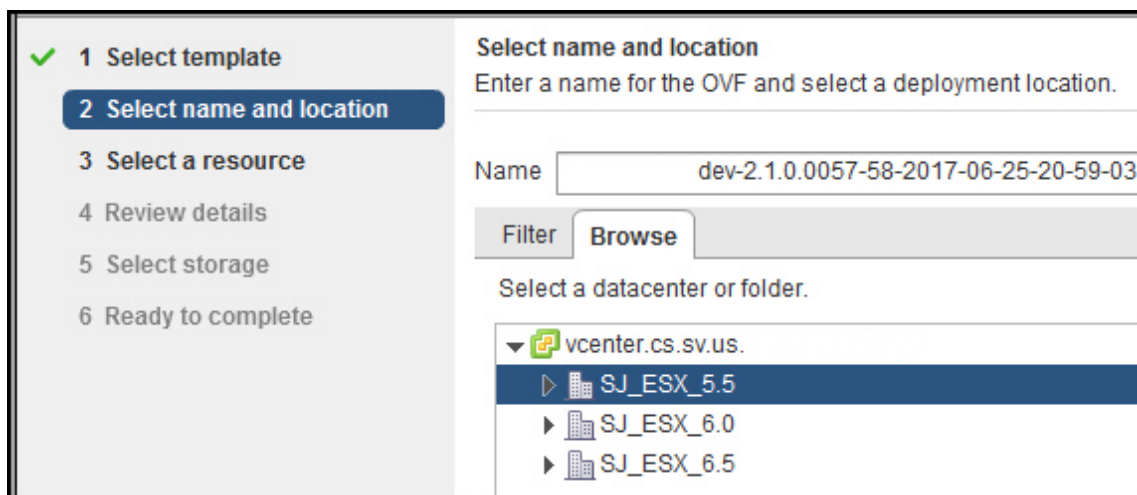 1 Select template
2 Select name and location
3 Select a resource
4 Review details
5 Select storage
6 Ready to complete
Select name and location
Enter a name for the OVF and select a deployment location.
Name dev-2.1.0.0057-58-2017-06-25-20-59-03
Filter Browse
Select a datacenter or folder.
vcenter.cs.sv.us.
SJ_ESX_5.5
SJ_ESX_6.0
SJ_ESX_6.5